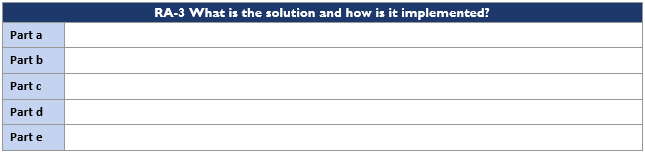 RA-3 What is the solution and how is it implemented?
Part a
Part b
Part c
Part d
Part e